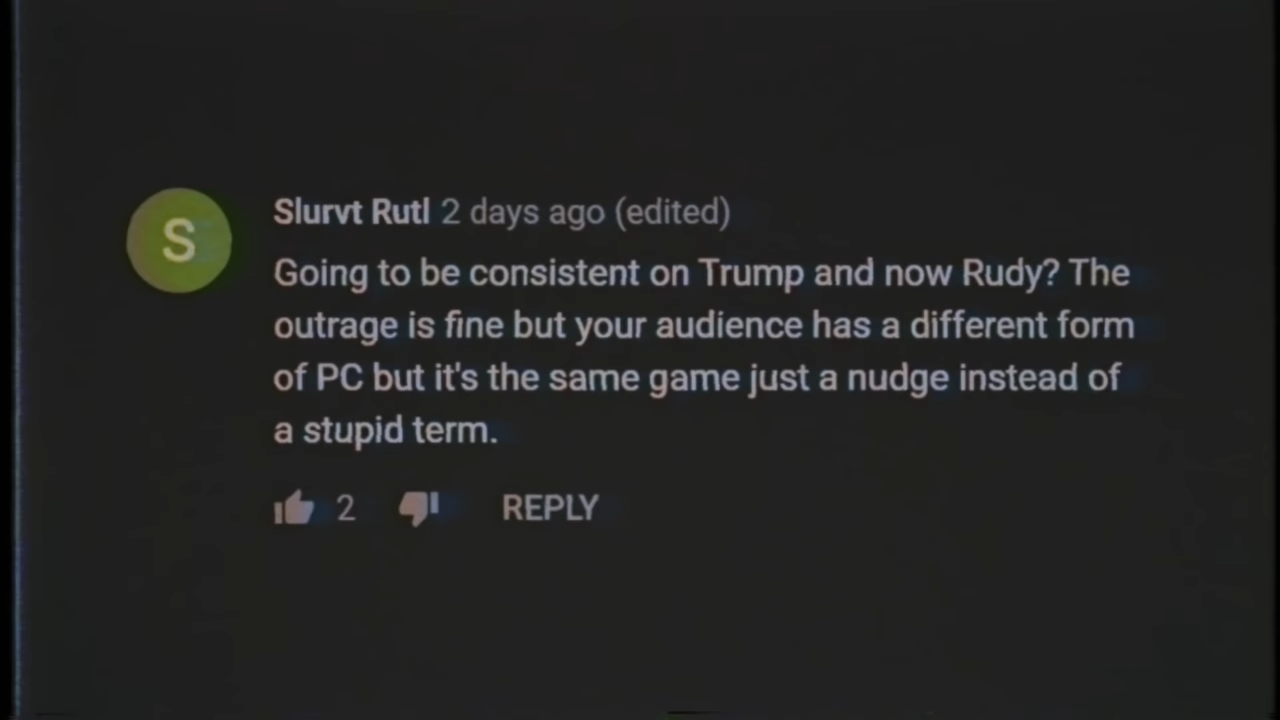 S
Slurvt Rutl 2 days ago (edited)
Going to be consistent on Trump and now Rudy? The
outrage is fine but your audience has a different form
of PC but it's the same game just a nudge instead of
a stupid term.
2 REPLY